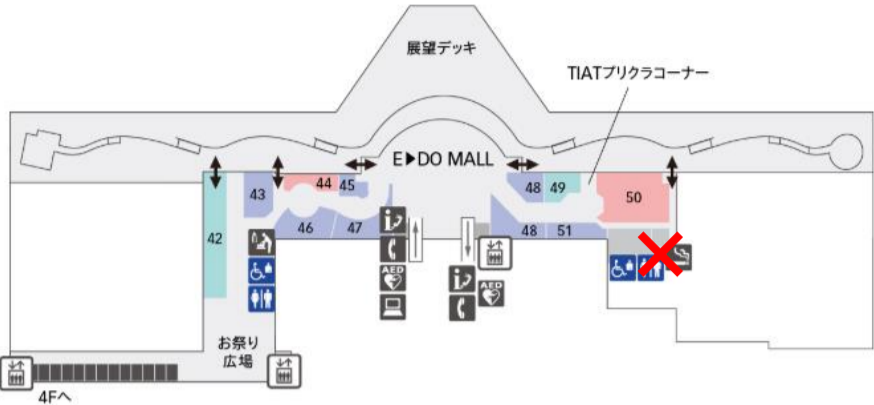 展望デッキ
TIATプリクラコーナー
E▶DO MALL
43
44
45
48
49
50
42
46
47
48
51
AED
AED
お祭り
広場
4Fへ